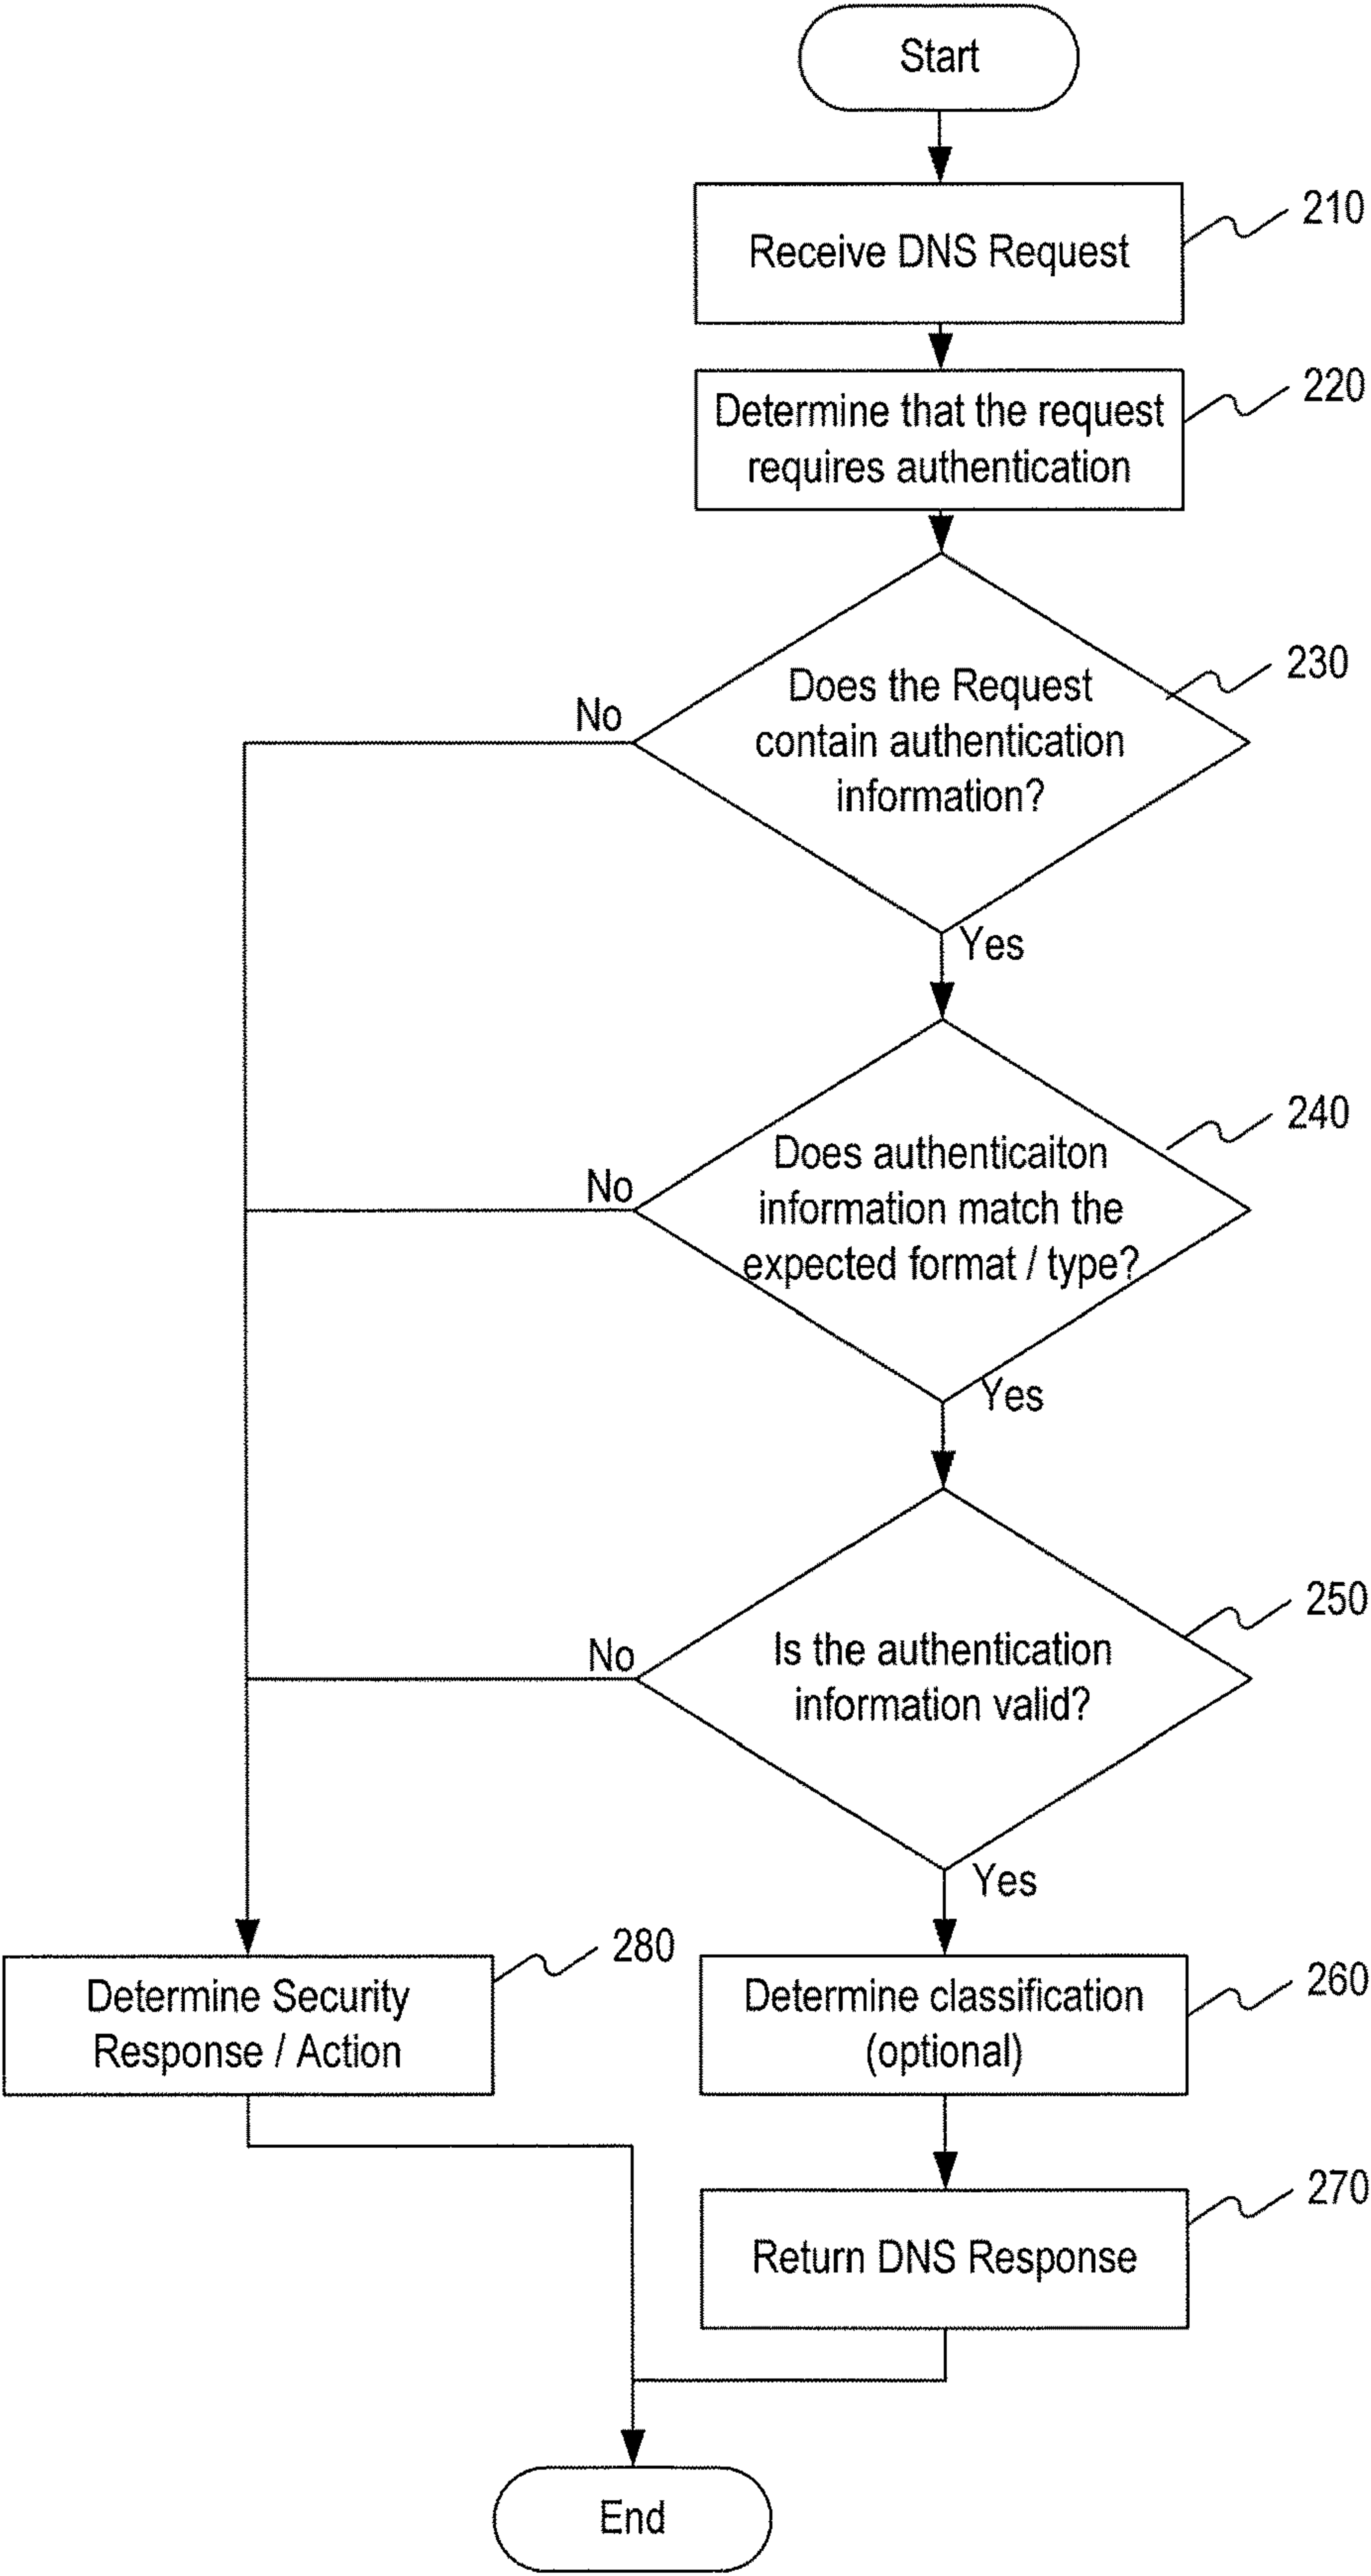 Start
Receive DNS Request
210
Determine that the request
requires authentication
220
Does the Request
contain authentication
information?
230
No
Yes
Does authenticaiton
information match the
expected format / type?
240
No
Yes
Is the authentication
information valid?
250
No
Yes
Determine Security
Response / Action
280
Determine classification
(optional)
260
Return DNS Response
270
End